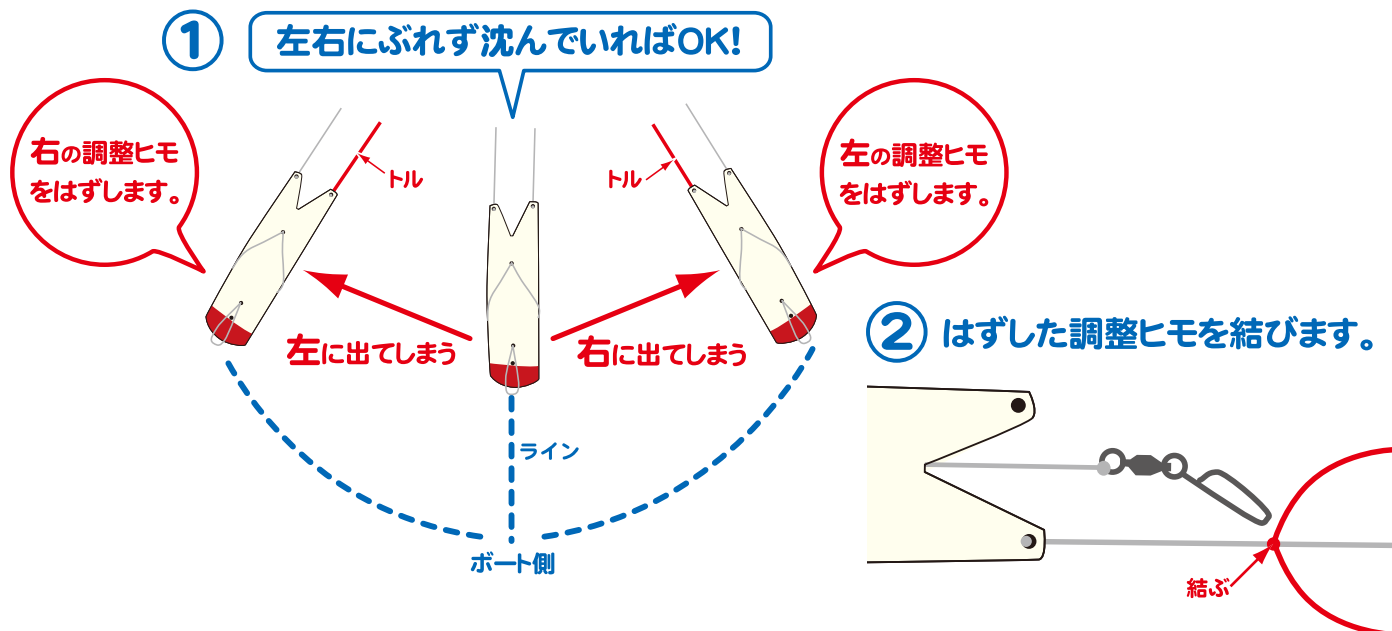 ①
左右にぶれず沈んでいればOK!
右の調整ヒモ
をはずします。
トル
トル
左の調整ヒモ
をはずします。
左に出てしまう
右に出てしまう
ライン
ボート側
② はずした調整ヒモを結びます。
結ぶ